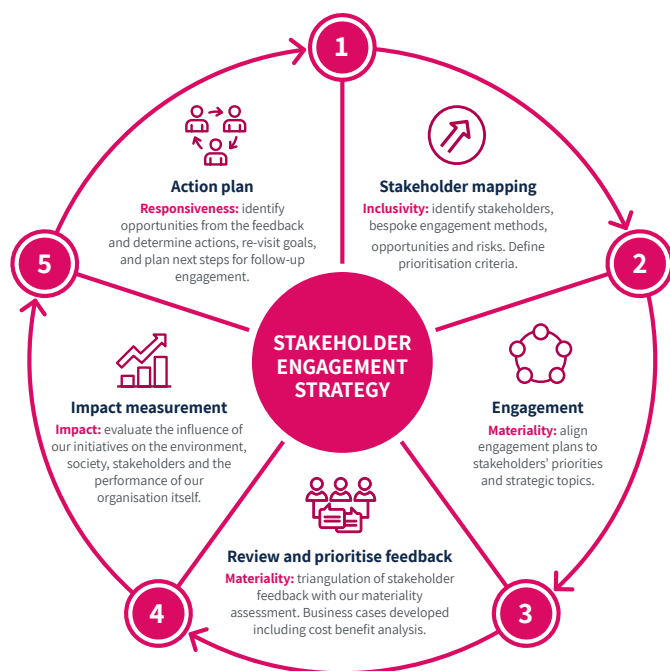 1
Stakeholder mapping
Inclusivity: identify stakeholders,
bespoke engagement methods,
opportunities and risks. Define
prioritisation criteria.
2
Engagement
Materiality: align
engagement plans to
stakeholders’ priorities
and strategic topics.
3
Review and prioritise feedback
Materiality: triangulation of stakeholder
feedback with our materiality
assessment. Business cases developed
including cost benefit analysis.
4
Impact measurement
Impact: evaluate the influence of
our initiatives on the environment,
society, stakeholders and the
performance of our
organisation itself.
5
Action plan
Responsiveness: identify
opportunities from the feedback
and determine actions, re-visit goals,
and plan next steps for follow-up
engagement.
STAKEHOLDER
ENGAGEMENT
STRATEGY